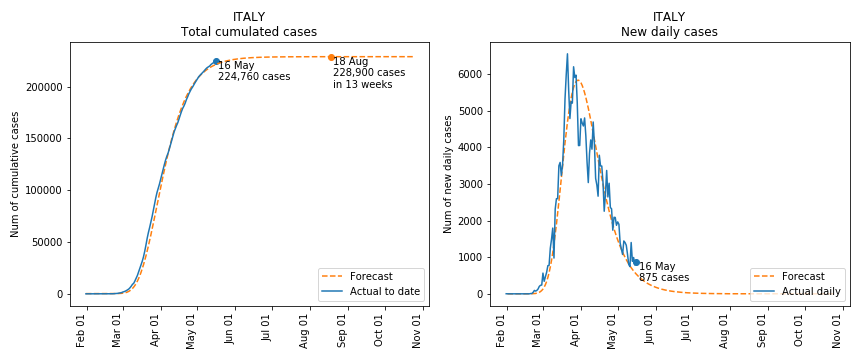 ITALY
Total cumulated cases
Num of cumulative cases
200000
150000
100000
50000
0
16 May
224,760 cases
18 Aug
228,900 cases
in 13 weeks
Forecast
Actual to date
Feb 01
Mar 01
Apr 01
May 01
Jun 01
Jul 01
Aug 01
Sep 01
Oct 01
Nov 01
ITALY
New daily cases
Num of new daily cases
6000
5000
4000
3000
2000
1000
0
16 May
875 cases
Forecast
Actual daily
Feb 01
Mar 01
Apr 01
May 01
Jun 01
Jul 01
Aug 01
Sep 01
Oct 01
Nov 01